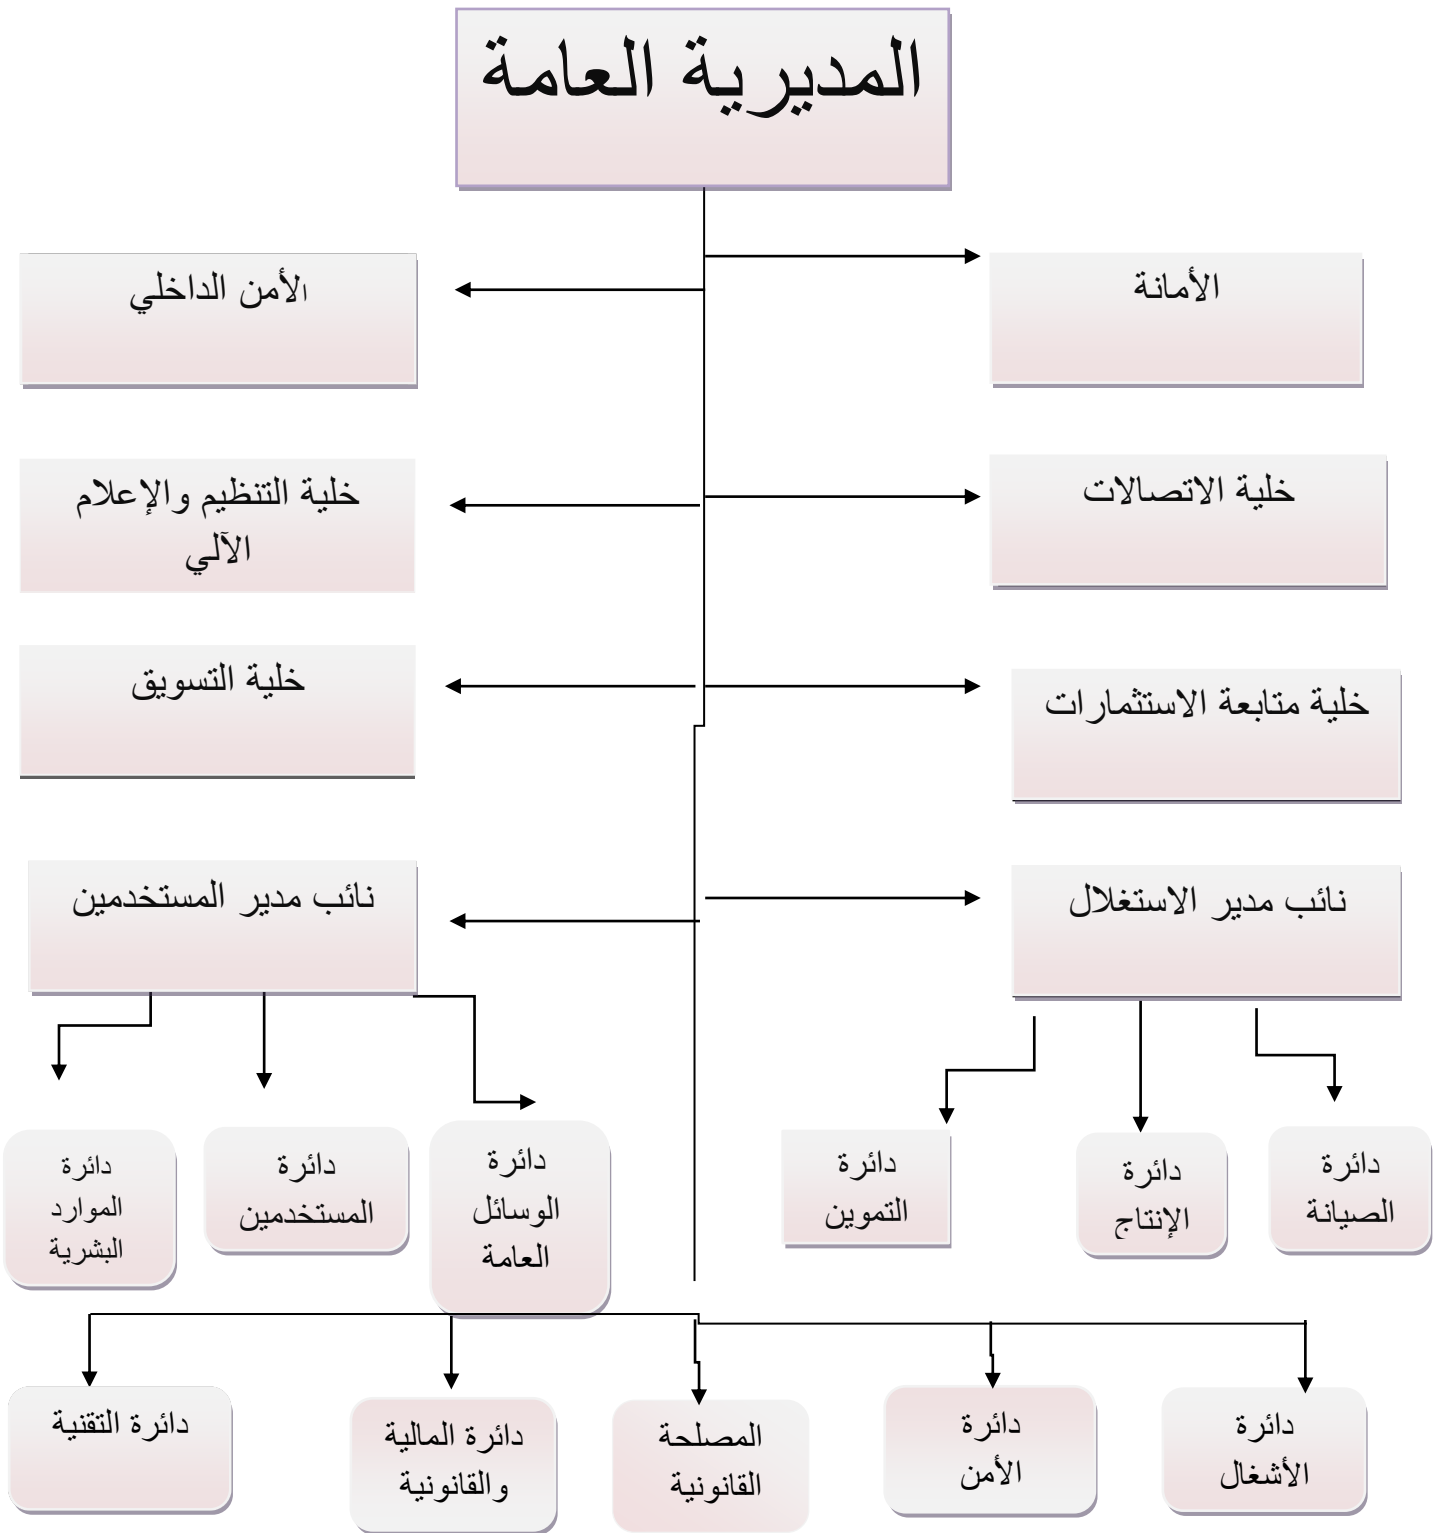 المديرية العامة
الأمانة
الأمن الداخلي
خلية الاتصالات
خلية التنظيم والإعلام
الآلي
خلية متابعة الاستثمارات
خلية التسويق
نائب مدير الاستغلال
نائب مدير المستخدمين
دائرة
الصيانة
دائرة
الإنتاج
دائرة
التموين
دائرة
الوسائل
العامة
دائرة
المستخدمين
دائرة
الموارد
البشرية
دائرة
الأشغال
دائرة
الأمن
المصلحة
القانونية
دائرة المالية
والقانونية
دائرة التقنية